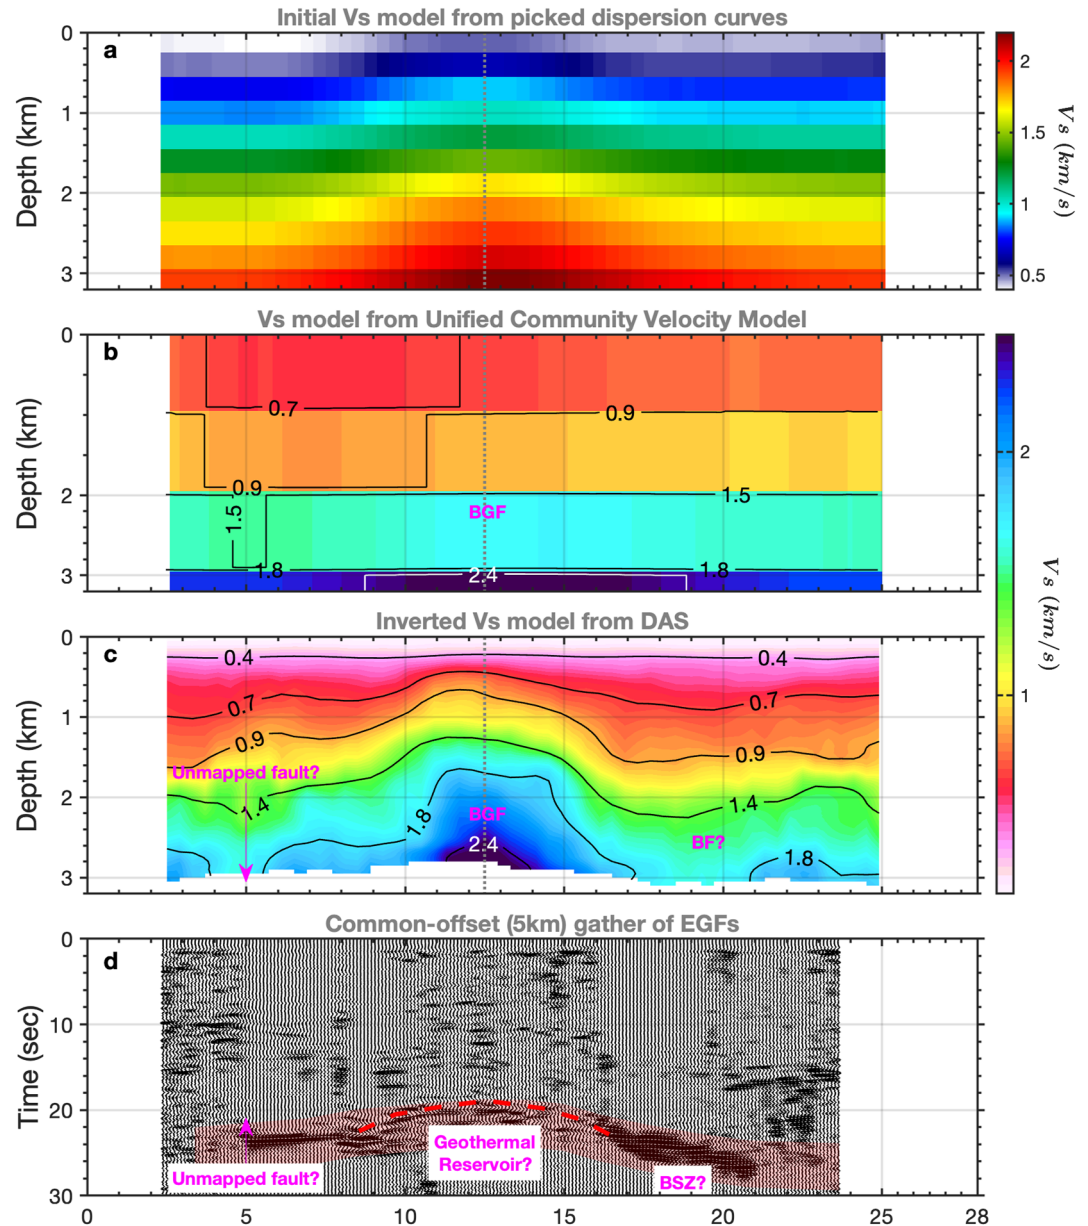 Initial Vs model from picked dispersion curves
a
0
1
2
3
Depth (km)
2
1.5
1
0.5
Vs (km/s)
Vs model from Unified Community Velocity Model
b
0
1
2
3
Depth (km)
0.7
0.9
0.9
1.5
1.5
BGF
1.8
2.4
1.8
2
1
Vs (km/s)
Inverted Vs model from DAS
c
0
1
2
3
Depth (km)
0.4
0.4
0.7
0.7
0.9
0.9
Unmapped fault?
1.4
1.4
1.8
BGF
BF?
2.4
1.8
Common-offset (5km) gather of EGFs
d
0
10
20
30
Time (sec)
Geothermal
Reservoir?
Unmapped fault?
BSZ?
0 5 10 15 20 25 28